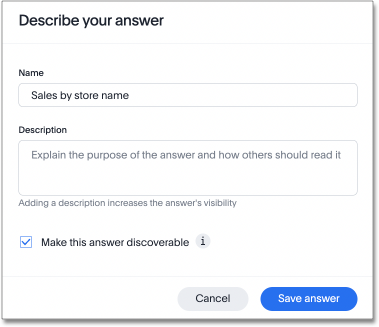 Describe your answer
Name
Sales by store name
Description
Explain the purpose of the answer and how others should read it
Adding a description increases the answer's visibility
Make this answer discoverable i
Cancel
Save answer